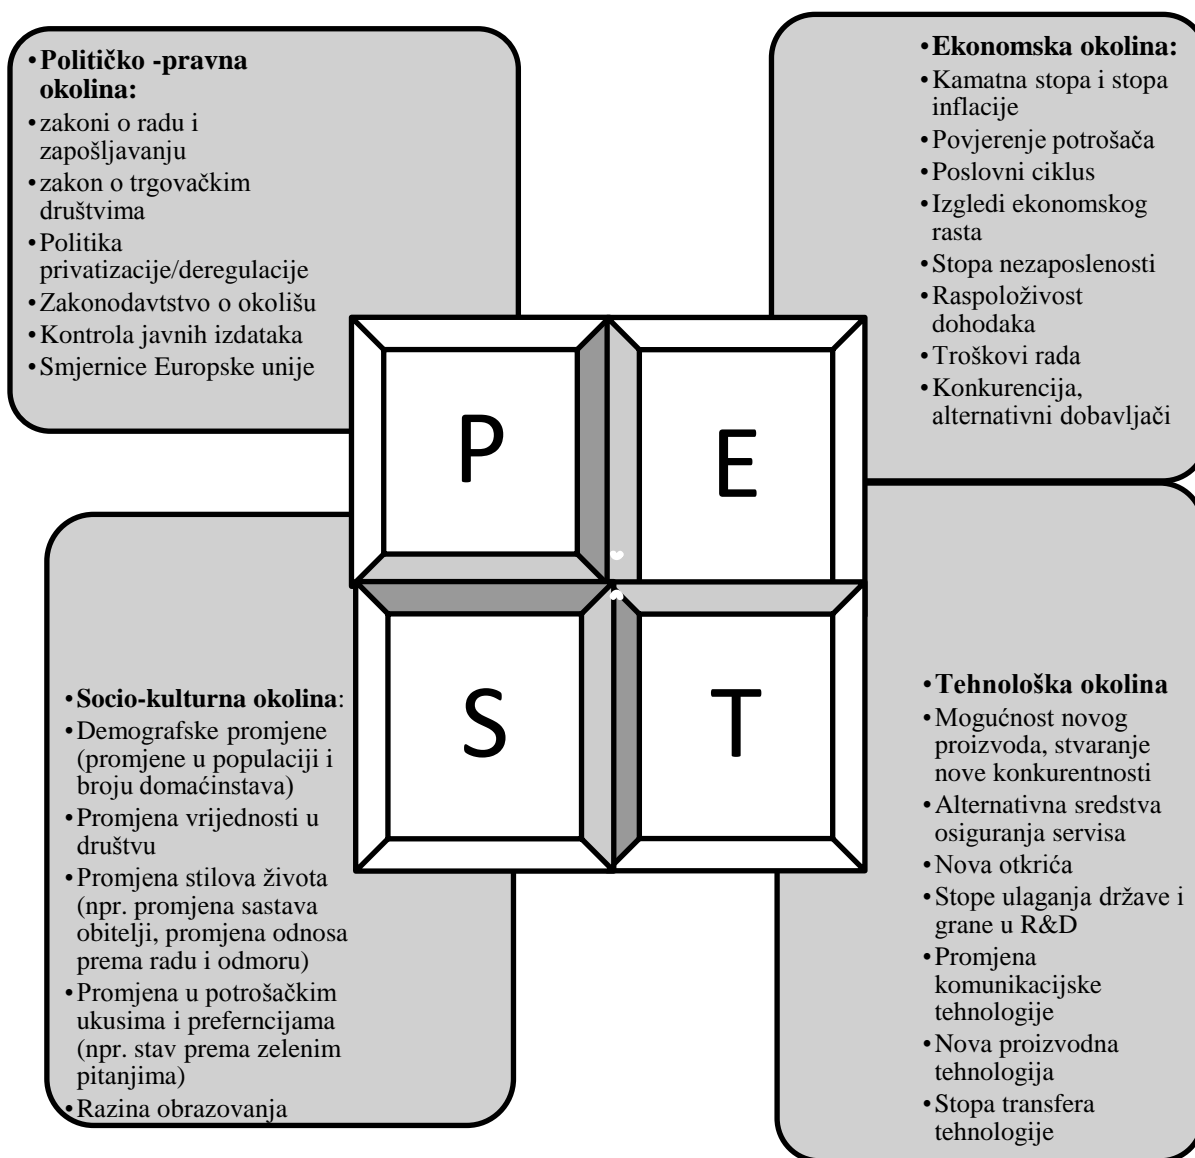 •Političko -pravna
okolina:
•zakoni o radu i
zapošljavanju
•zakon o trgovačkim
društvima
•Politika
privatizacije/deregulacije
•Zakonodavtstvo o okolišu
•Kontrola javnih izdataka
•Smjernice Europske unije
•Ekonomska okolina:
•Kamatna stopa i stopa
inflacije
•Povjerenje potrošača
•Poslovni ciklus
•Izgledi ekonomskog
rasta
•Stopa nezaposlenosti
•Raspoloživost
dohodaka
•Troškovi rada
•Konkurencija,
alternativni dobavljači
P
E
S
T
•Socio-kulturna okolina:
•Demografske promjene
(promjene u populaciji i
broju domaćinstava)
•Promjena vrijednosti u
društvu
•Promjena stilova života
(npr. promjena sastava
obitelji, promjena odnosa
prema radu i odmoru)
•Promjena u potrošačkim
ukusima i preferncijama
(npr. stav prema zelenim
pitanjima)
•Razina obrazovanja
•Tehnološka okolina
•Mogućnost novog
proizvoda, stvaranje
nove konkurentnosti
•Alternativna sredstva
osiguranja servisa
•Nova otkrića
•Stope ulaganja države i
grane u R&D
•Promjena
komunikacijske
tehnologije
•Nova proizvodna
tehnologija
•Stopa transfera
tehnologije